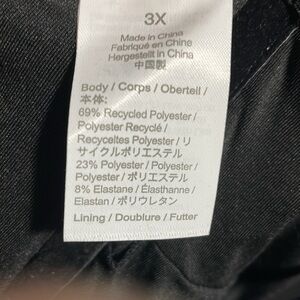 3X
Made in China
Fabriqué en Chine
Hergestellt in China
中国製
Body / Corps / Oberteil /
本体:
69% Recycled Polyester /
Polyester Recyclé /
Recyceltes Polyester / リ
サイクルポリエステル
23% Polyester / Polyester /
Polyester / ポリエステル
8% Elastane / Élasthanne /
Elastan / ポリウレタン
Lining / Doublure / Futter